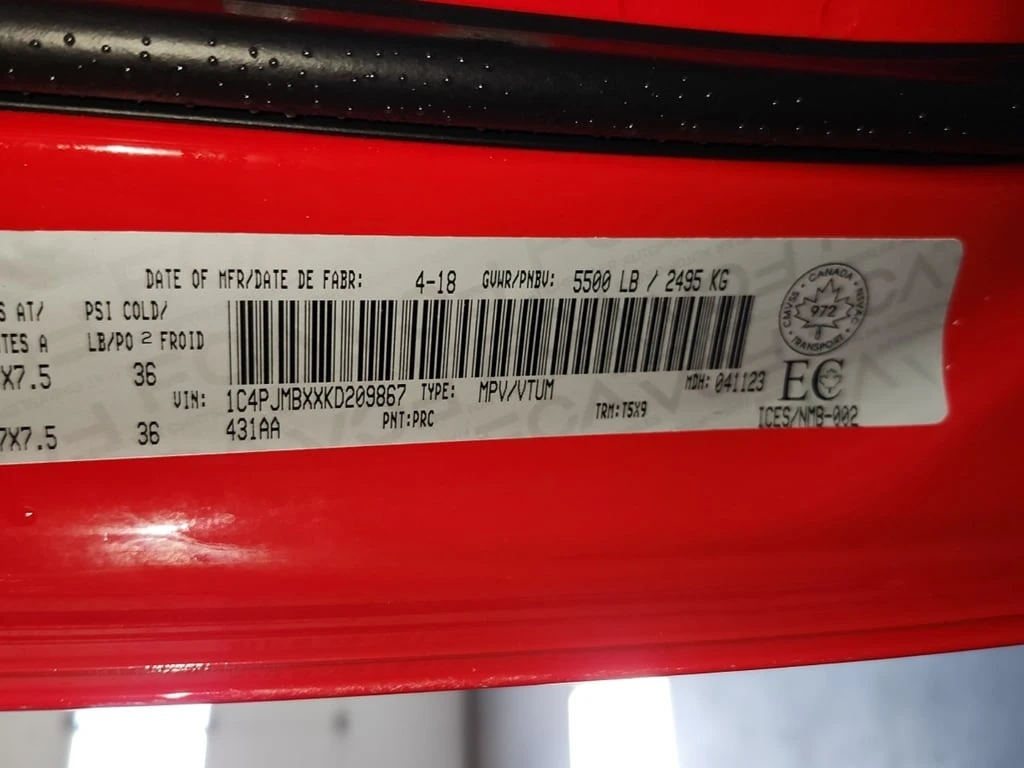 DATE OF MFR/DATE DE FABR: 4-18 GVWR/PNBV: 5500 LB / 2495 KG
S AT/ PSI COLD/
TES A LB/PO 2 FROID
X7.5 36
VIN: 1C4PJMBXXKD209867 TYPE: MPV/VTUM MDH: 041123
7X7.5 36 431AA PNT:PRC TRM:T5X9
CANADA
CMVSS NSVAC
972
TRANSPORT
EC
ICES/NMB-002